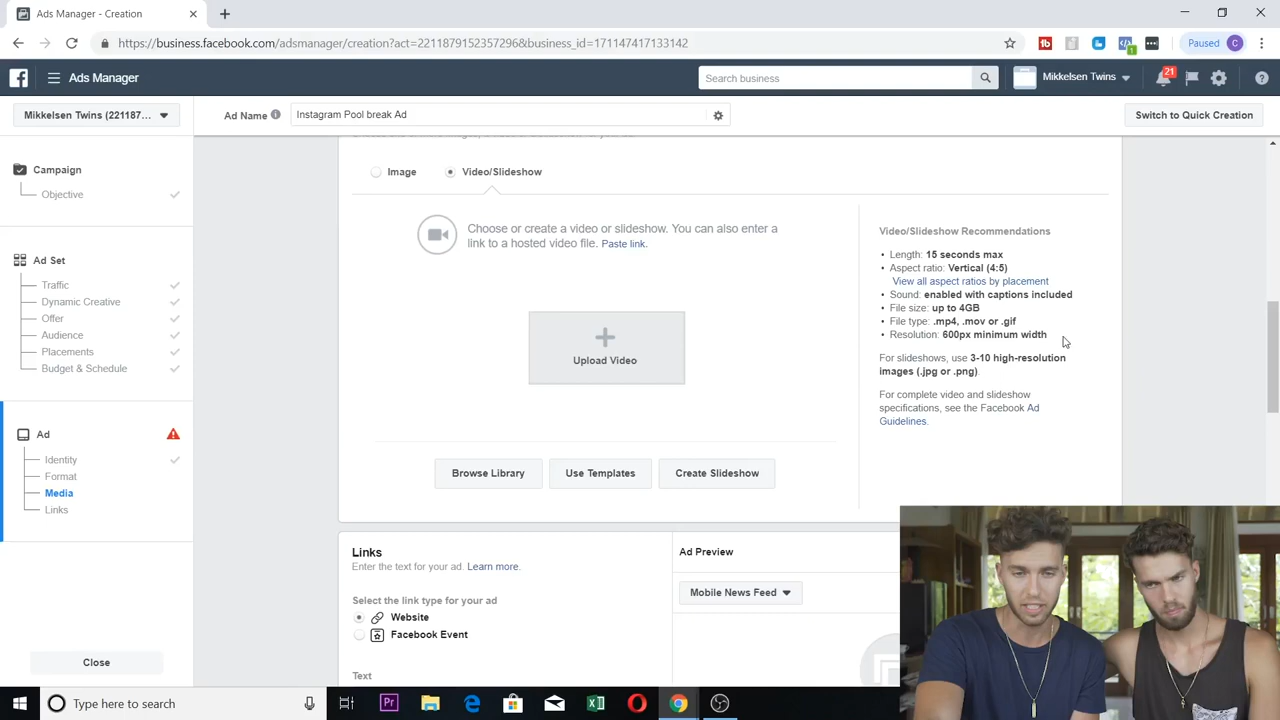 Ads Manager - Creation
https://business.facebook.com/adsmanager/creation?act=2211879152357296&business_id=171147417133142
Paused C
Ads Manager
Search business
Mikkelsen Twins
21
Mikkelsen Twins (221187...
Ad Name
Instagram Pool break Ad
Switch to Quick Creation
Campaign
Objective
Ad Set
Traffic
Dynamic Creative
Offer
Audience
Placements
Budget & Schedule
Ad
Identity
Format
Media
Links
Close
Image
Video/Slideshow
Choose or create a video or slideshow. You can also enter a
link to a hosted video file. Paste link.
Upload Video
Browse Library
Use Templates
Create Slideshow
Video/Slideshow Recommendations
• Length: 15 seconds max
• Aspect ratio: Vertical (4:5)
View all aspect ratios by placement
• Sound: enabled with captions included
• File size: up to 4GB
• File type: .mp4, .mov or .gif
• Resolution: 600px minimum width
For slideshows, use 3-10 high-resolution
images (.jpg or .png)
For complete video and slideshow
specifications, see the Facebook Ad
Guidelines.
Links
Enter the text for your ad. Learn more.
Select the link type for your ad
Website
Facebook Event
Text
Ad Preview
Mobile News Feed
Type here to search
Pr